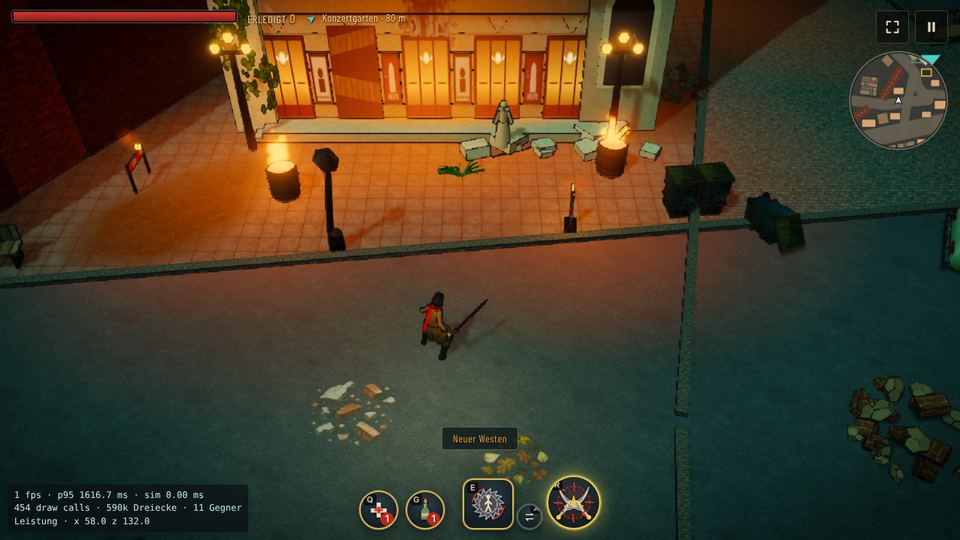 ERLEDIGT 0
Konzertgarten · 80 m
Neuer Westen
Q
1
G
1
E
R
1 fps · p95 1616.7 ms · sim 0.00 ms
454 draw calls · 590k Dreiecke · 11 Gegner
Leistung · x 58.0 z 132.0